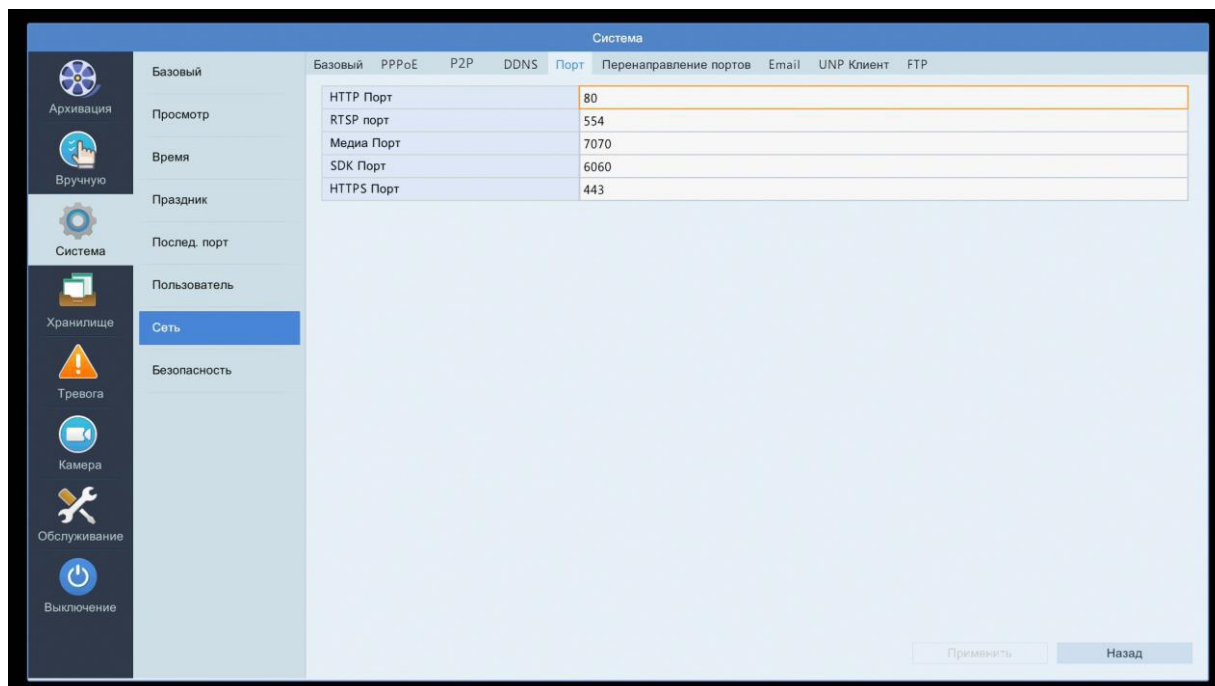 Система
Архивация
Вручную
Система
Хранилище
Тревога
Камера
Обслуживание
Выключение
Базовый
Просмотр
Время
Праздник
Послед. порт
Пользователь
Сеть
Безопасность
Базовый PPPoE P2P DDNS Порт Перенаправление портов Email UNP Клиент FTP
HTTP Порт 80
RTSP порт 554
Медиа Порт 7070
SDK Порт 6060
HTTPS Порт 443
Применить Назад